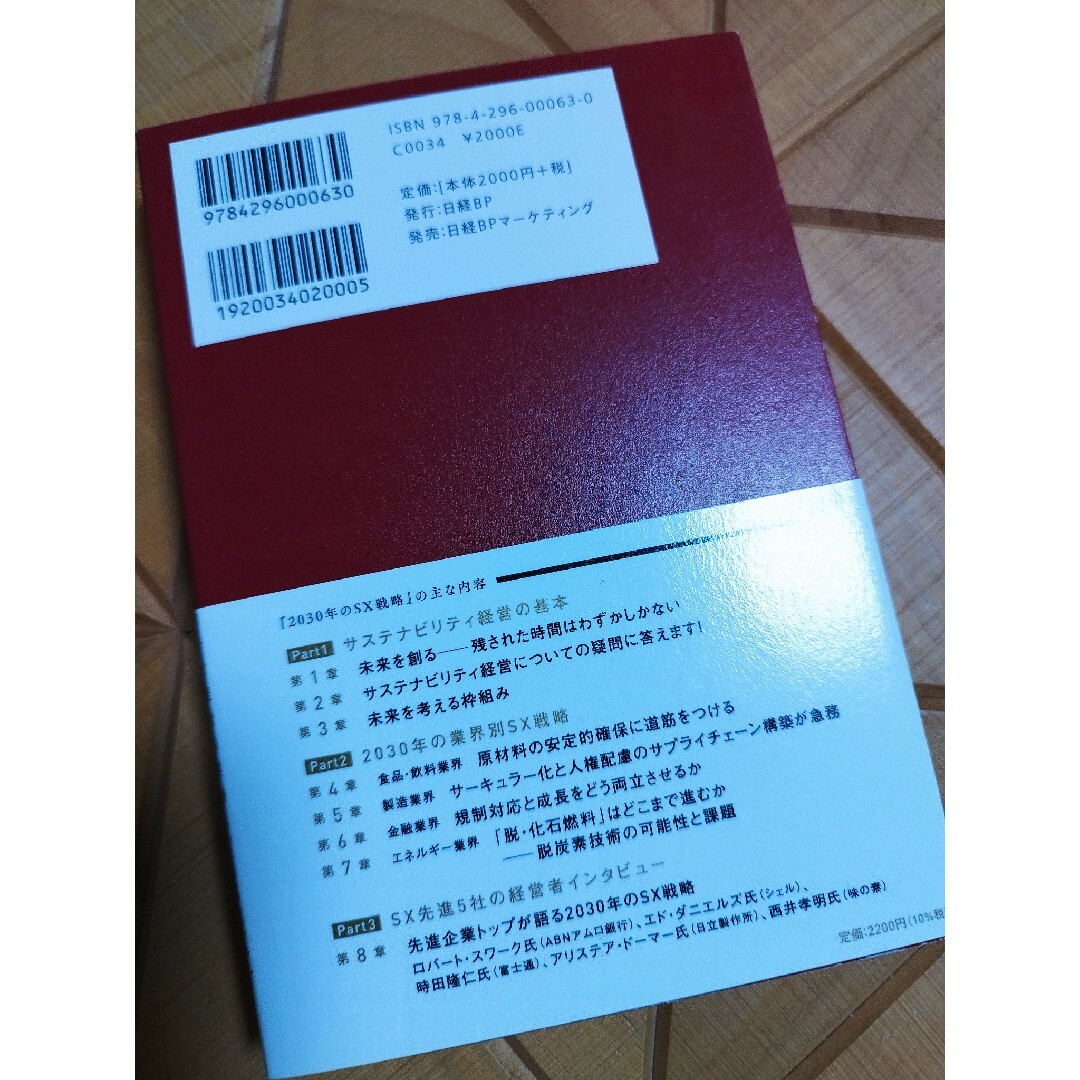 ISBN 978-4-296-00063-0
C0034 ¥2000E
定価:[本体2000円+税]
発行:日経BP
発売:日経BPマーケティング
9784296000630
1920034020005
『2030年のSX戦略』の主な内容
Part1 サステナビリティ経営の基本
第1章 未来を創る――残された時間はわずかしかない
第2章 サステナビリティ経営についての疑問に答えます!
第3章 未来を考える枠組み
Part2 2030年の業界別SX戦略
第4章 食品・飲料業界 原材料の安定的確保に道筋をつける
第5章 製造業界 サーキュラー化と人権配慮のサプライチェーン構築が急務
第6章 金融業界 規制対応と成長をどう両立させるか
第7章 エネルギー業界 「脱・化石燃料」はどこまで進むか
――脱炭素技術の可能性と課題
Part3 SX先進5社の経営者インタビュー
第8章 先進企業トップが語る2030年のSX戦略
ロバート・スワーク氏(ABNアムロ銀行)、エド・ダニエルズ氏(シェル)、
時田隆仁氏(富士通)、アリステア・ドーマー氏(日立製作所)、西井孝明氏(味の素)
定価:2200円(10%税